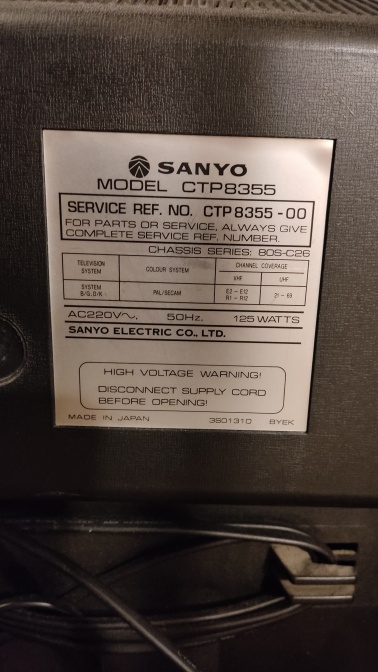 SANYO
MODEL CTP8355
SERVICE REF. NO. CTP8355-00
FOR PARTS OR SERVICE, ALWAYS GIVE
COMPLETE SERVICE REF. NUMBER.
CHASSIS SERIES: 80S-C26
TELEVISION SYSTEM COLOUR SYSTEM CHANNEL COVERAGE
VHF UHF
SYSTEM B/G, D/K PAL/SECAM E2 - E12 R1 - R12 21 - 69
AC220V~, 50Hz, 125 WATTS
SANYO ELECTRIC CO., LTD.
HIGH VOLTAGE WARNING!
DISCONNECT SUPPLY CORD
BEFORE OPENING!
MADE IN JAPAN 3901310 BYEK